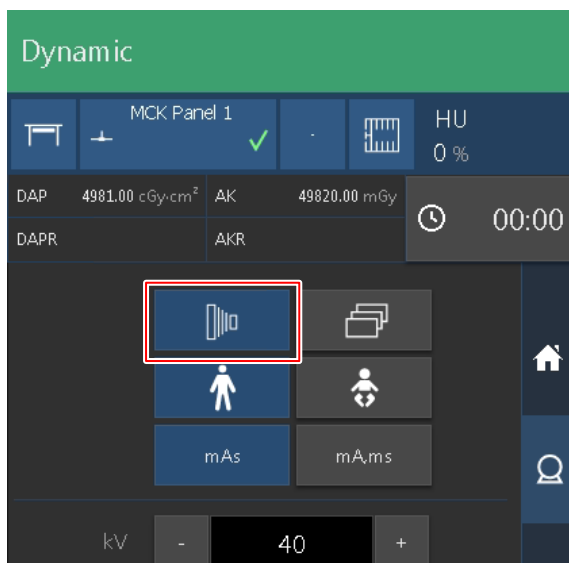 Dynamic
MCK Panel 1
HU
0 %
DAP 4981.00 cGy·cm² AK 49820.00 mGy
00:00
DAPR AKR
mAs mA,ms
kV - 40 +